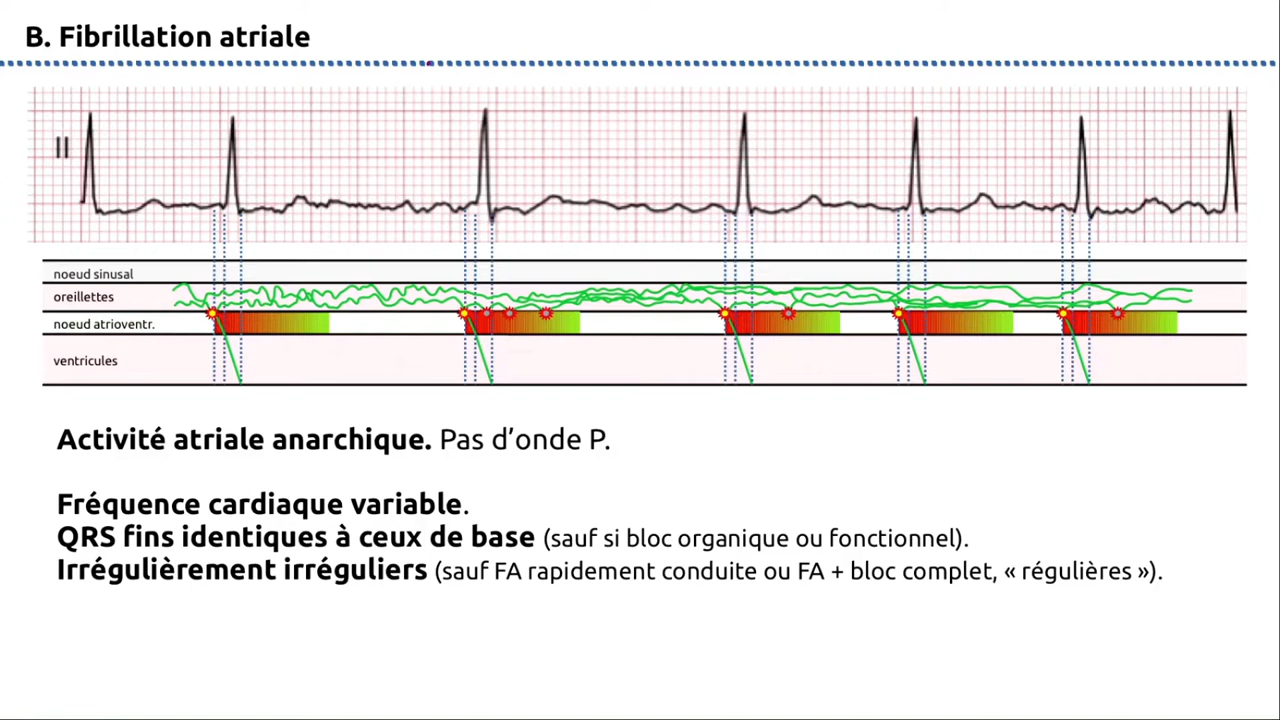 B. Fibrillation atriale
II
noeud sinusal
oreillettes
noeud atrioventr.
ventricules
Activité atriale anarchique. Pas d’onde P.
Fréquence cardiaque variable.
QRS fins identiques à ceux de base (sauf si bloc organique ou fonctionnel).
Irrégulièrement irréguliers (sauf FA rapidement conduite ou FA + bloc complet, « régulières »).